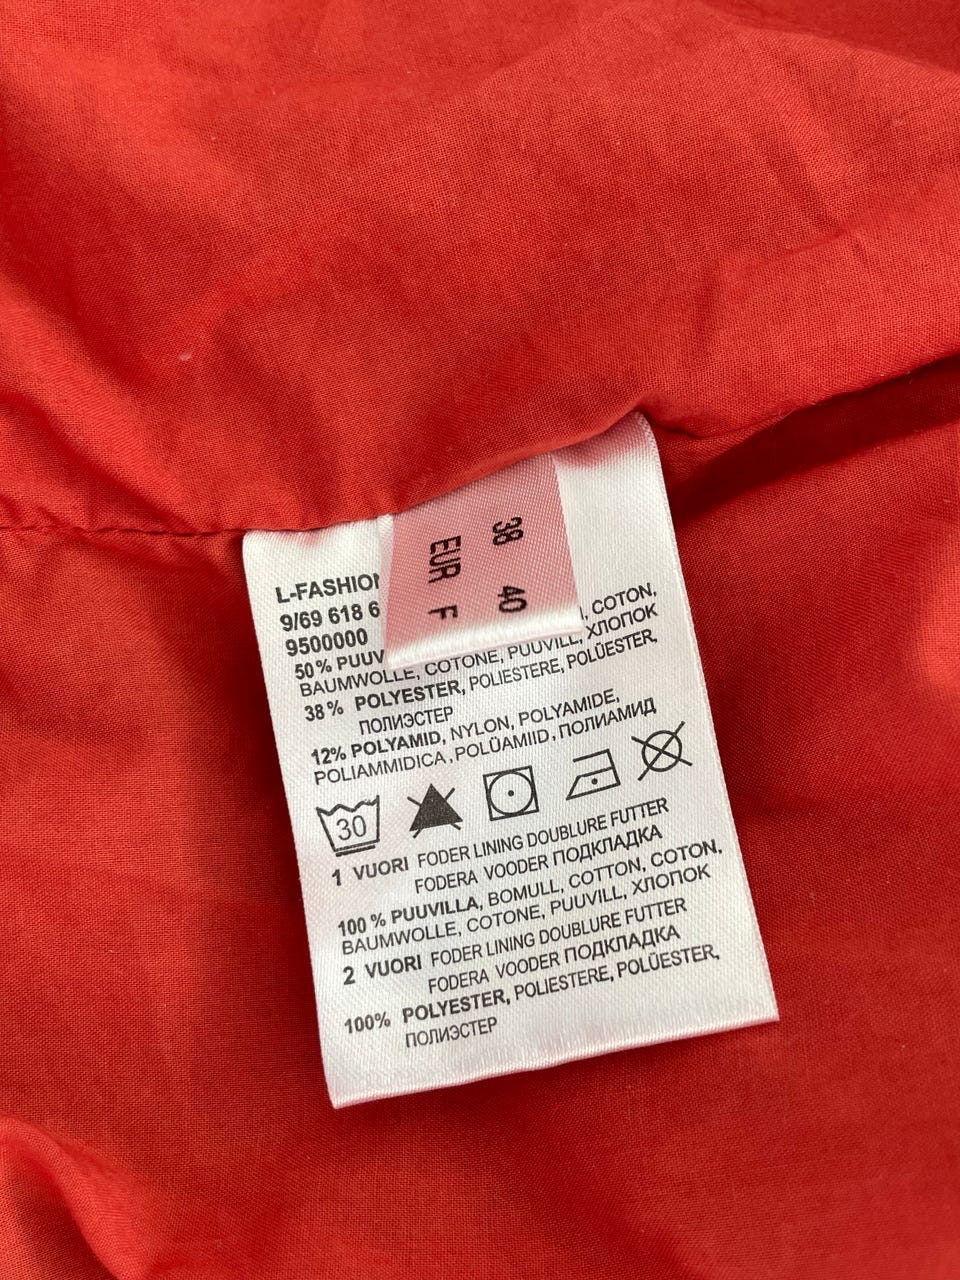 38 40
EUR F
L-FASHION
9/69 618 6
9500000
50% PUUV
, COTON,
BAUMWOLLE, COTONE, PUUVILL, ХЛОПОК
38% POLYESTER, POLIESTERE, POLÜESTER,
ПОЛИЭСТЕР
12% POLYAMID, NYLON, POLYAMIDE,
POLIAMMIDICA, POLÜAMIID, ПОЛИАМИД
30
1 VUORI FODER LINING DOUBLURE FUTTER
FODERA VOODER ПОДКЛАДКА
100 % PUUVILLA, BOMULL, COTTON, COTON,
BAUMWOLLE, COTONE, PUUVILL, ХЛОПОК
2 VUORI FODER LINING DOUBLURE FUTTER
FODERA VOODER ПОДКЛАДКА
100% POLYESTER, POLIESTERE, POLÜESTER,
ПОЛИЭСТЕР